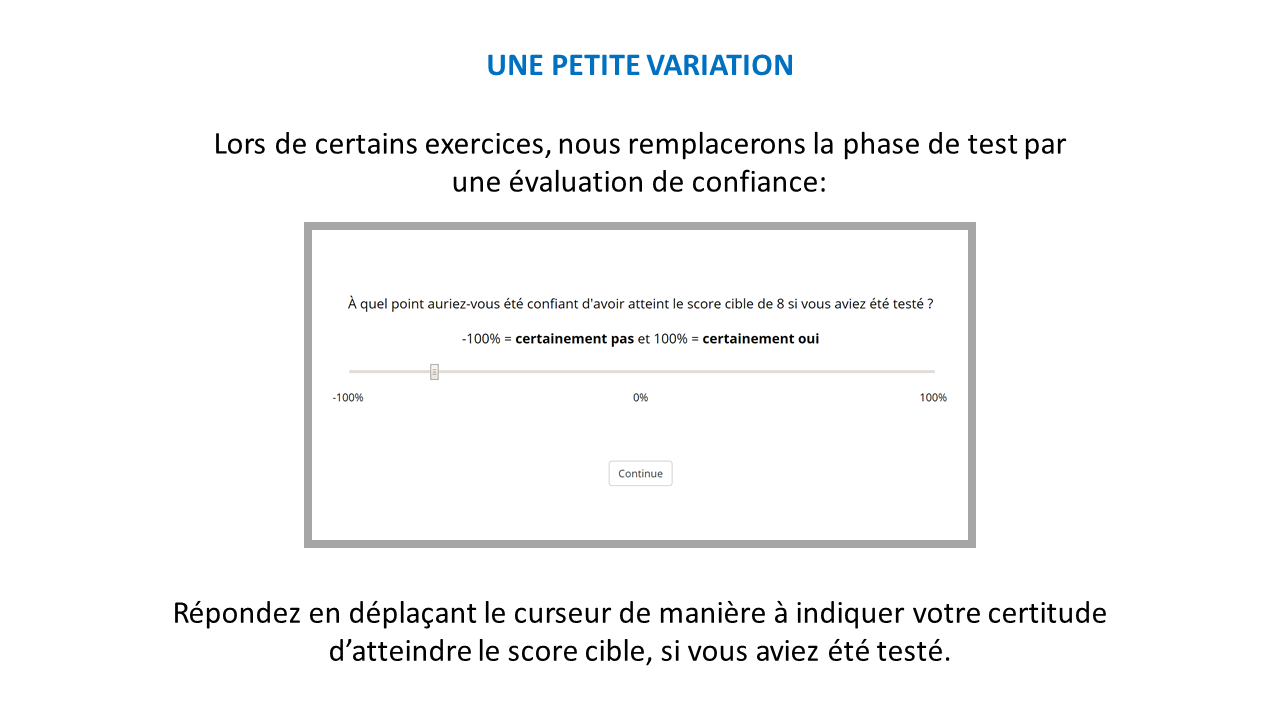 UNE PETITE VARIATION
Lors de certains exercices, nous remplacerons la phase de test par
une évaluation de confiance:
À quel point auriez-vous été confiant d'avoir atteint le score cible de 8 si vous aviez été testé ?
-100% = certainement pas et 100% = certainement oui
-100% 0% 100%
Continue
Répondez en déplaçant le curseur de manière à indiquer votre certitude
d’atteindre le score cible, si vous aviez été testé.